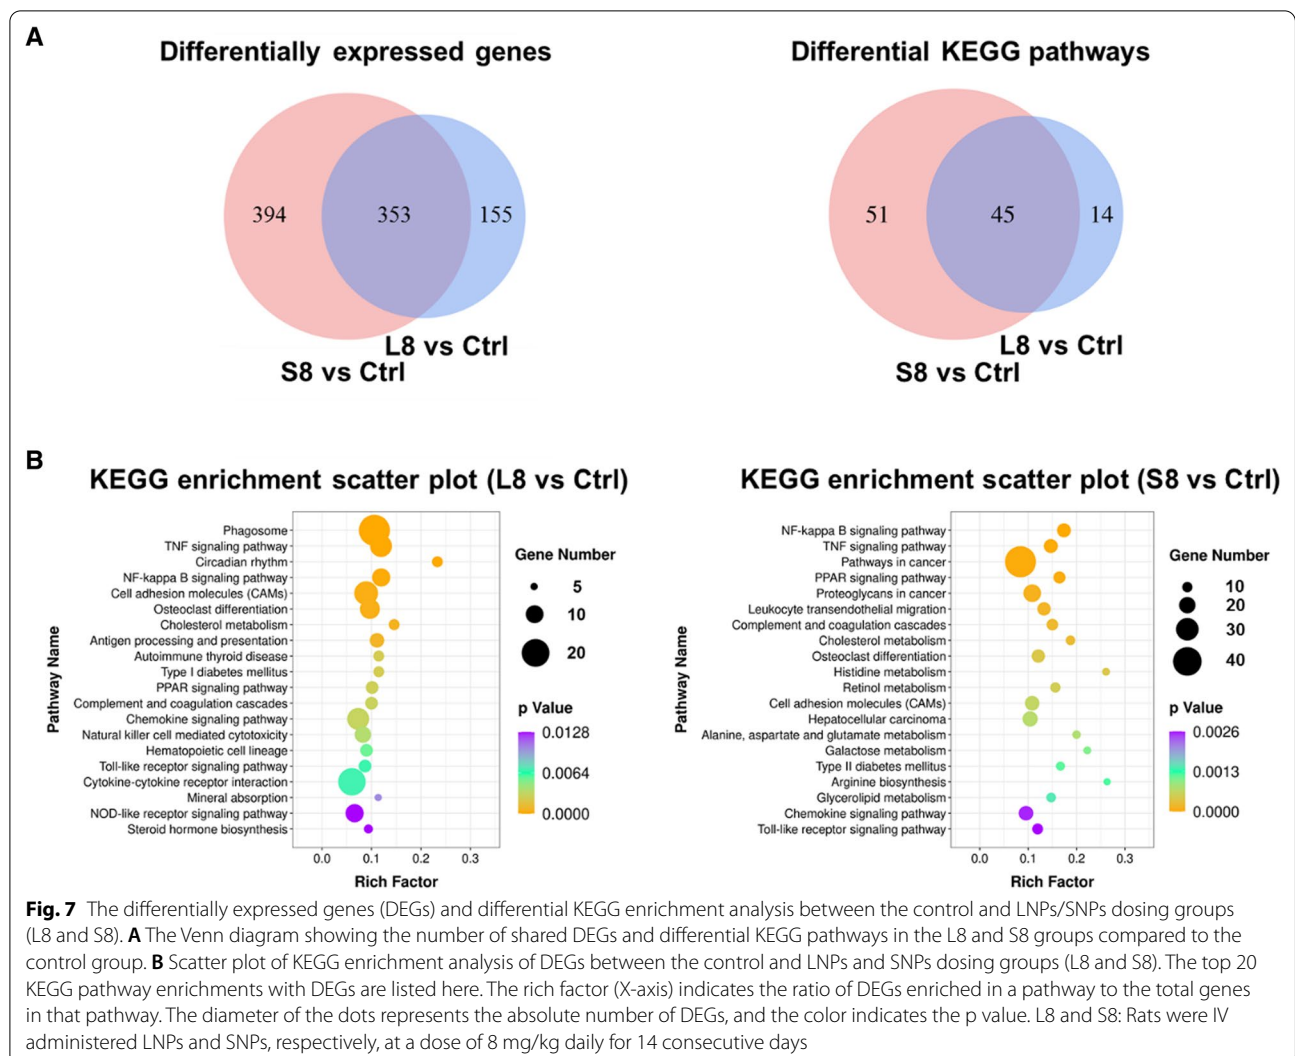 A
Differentially expressed genes
Differential KEGG pathways
394
353
155
51
45
14
L8 vs Ctrl
S8 vs Ctrl
L8 vs Ctrl
S8 vs Ctrl
B
KEGG enrichment scatter plot (L8 vs Ctrl)
Pathway Name
Phagosome
TNF signaling pathway
Circadian rhythm
NF-kappa B signaling pathway
Cell adhesion molecules (CAMs)
Osteoclast differentiation
Cholesterol metabolism
Antigen processing and presentation
Autoimmune thyroid disease
Type I diabetes mellitus
PPAR signaling pathway
Complement and coagulation cascades
Chemokine signaling pathway
Natural killer cell mediated cytotoxicity
Hematopoietic cell lineage
Toll-like receptor signaling pathway
Cytokine-cytokine receptor interaction
Mineral absorption
NOD-like receptor signaling pathway
Steroid hormone biosynthesis
0.0 0.1 0.2 0.3
Rich Factor
Gene Number
5
10
20
p Value
0.0128
0.0064
0.0000
KEGG enrichment scatter plot (S8 vs Ctrl)
Pathway Name
NF-kappa B signaling pathway
TNF signaling pathway
Pathways in cancer
PPAR signaling pathway
Proteoglycans in cancer
Leukocyte transendothelial migration
Complement and coagulation cascades
Cholesterol metabolism
Osteoclast differentiation
Histidine metabolism
Retinol metabolism
Cell adhesion molecules (CAMs)
Hepatocellular carcinoma
Alanine, aspartate and glutamate metabolism
Galactose metabolism
Type II diabetes mellitus
Arginine biosynthesis
Glycerolipid metabolism
Chemokine signaling pathway
Toll-like receptor signaling pathway
0.0 0.1 0.2 0.3
Rich Factor
Gene Number
10
20
30
40
p Value
0.0026
0.0013
0.0000
Fig. 7 The differentially expressed genes (DEGs) and differential KEGG enrichment analysis between the control and LNPs/SNPs dosing groups
(L8 and S8). A The Venn diagram showing the number of shared DEGs and differential KEGG pathways in the L8 and S8 groups compared to the
control group. B Scatter plot of KEGG enrichment analysis of DEGs between the control and LNPs and SNPs dosing groups (L8 and S8). The top 20
KEGG pathway enrichments with DEGs are listed here. The rich factor (X-axis) indicates the ratio of DEGs enriched in a pathway to the total genes
in that pathway. The diameter of the dots represents the absolute number of DEGs, and the color indicates the p value. L8 and S8: Rats were IV
administered LNPs and SNPs, respectively, at a dose of 8 mg/kg daily for 14 consecutive days